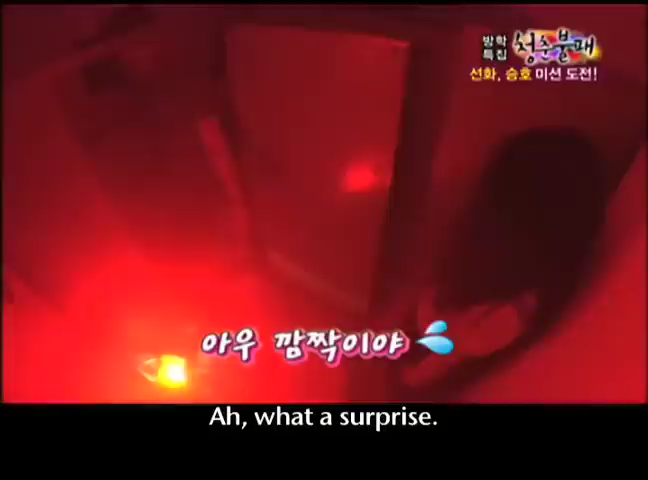 방학
특집
청춘불패
선화, 승호 미션 도전!
아우 깜짝이야
Ah, what a surprise.